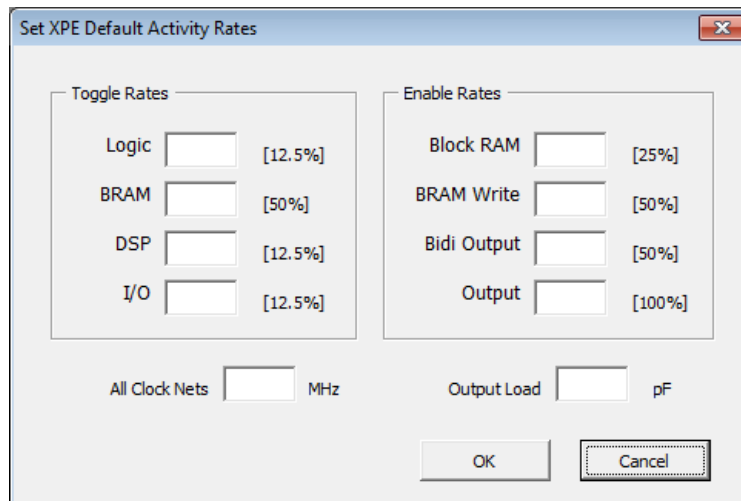 Set XPE Default Activity Rates
Toggle Rates
Logic [12.5%]
BRAM [50%]
DSP [12.5%]
I/O [12.5%]
Enable Rates
Block RAM [25%]
BRAM Write [50%]
Bidi Output [50%]
Output [100%]
All Clock Nets MHz
Output Load pF
OK
Cancel